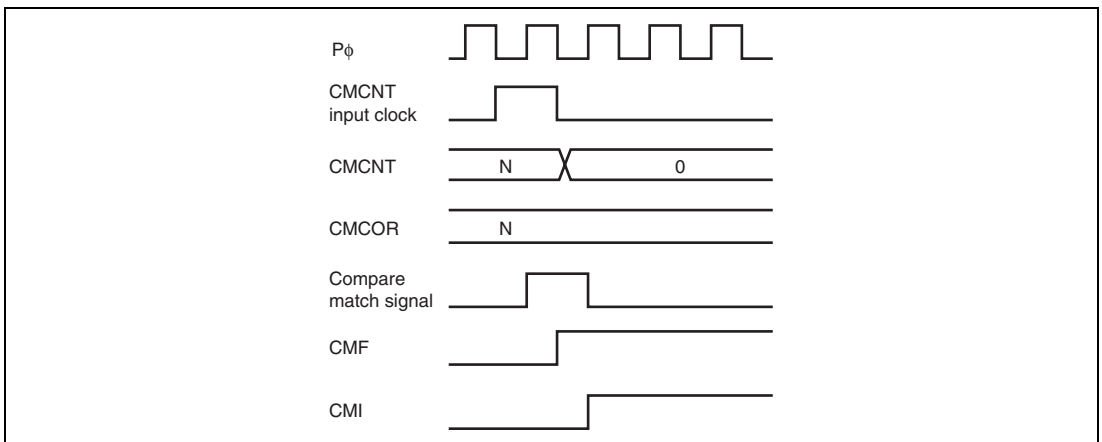 Pϕ
CMCNT
input clock
CMCNT
N
0
CMCOR
N
Compare
match signal
CMF
CMI